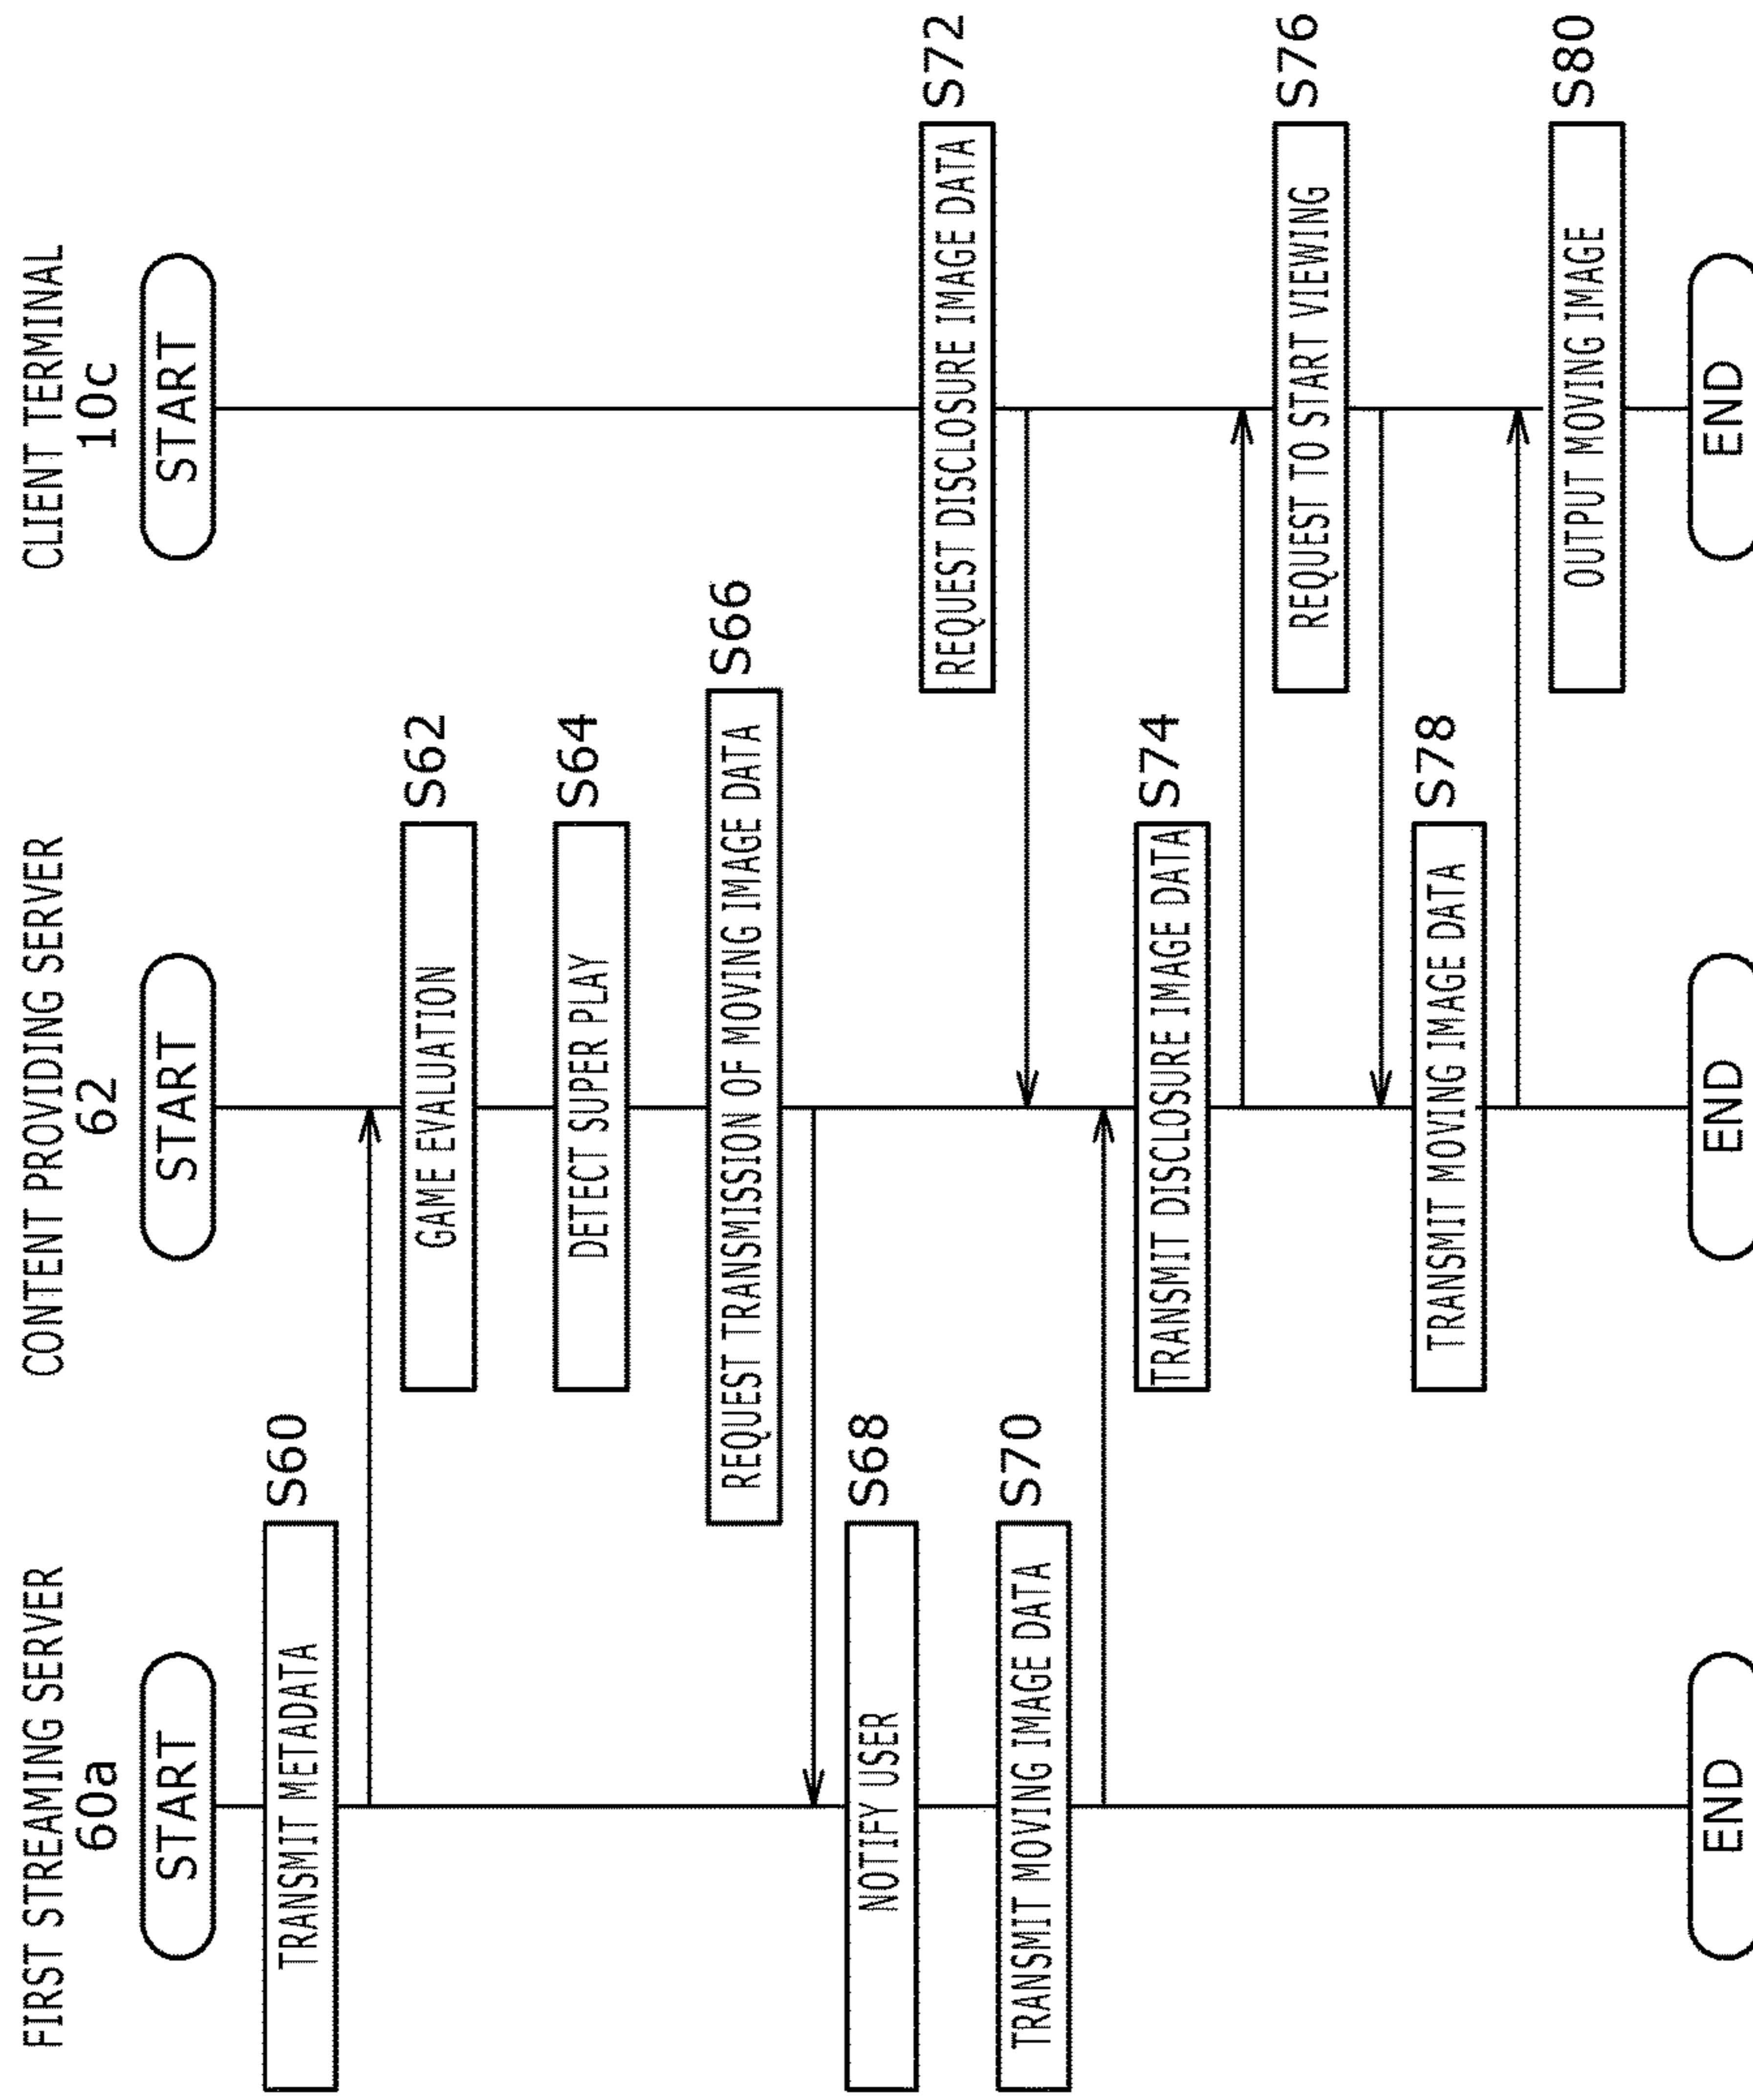 FIRST STREAMING SERVER
60a
CONTENT PROVIDING SERVER
62
CLIENT TERMINAL
10c
START
START
START
TRANSMIT METADATA
S60
GAME EVALUATION
S62
DETECT SUPER PLAY
S64
REQUEST TRANSMISSION OF MOVING IMAGE DATA
S66
NOTIFY USER
S68
REQUEST DISCLOSURE IMAGE DATA
S72
TRANSMIT MOVING IMAGE DATA
S70
TRANSMIT DISCLOSURE IMAGE DATA
S74
REQUEST TO START VIEWING
S76
TRANSMIT MOVING IMAGE DATA
S78
OUTPUT MOVING IMAGE
S80
END
END
END